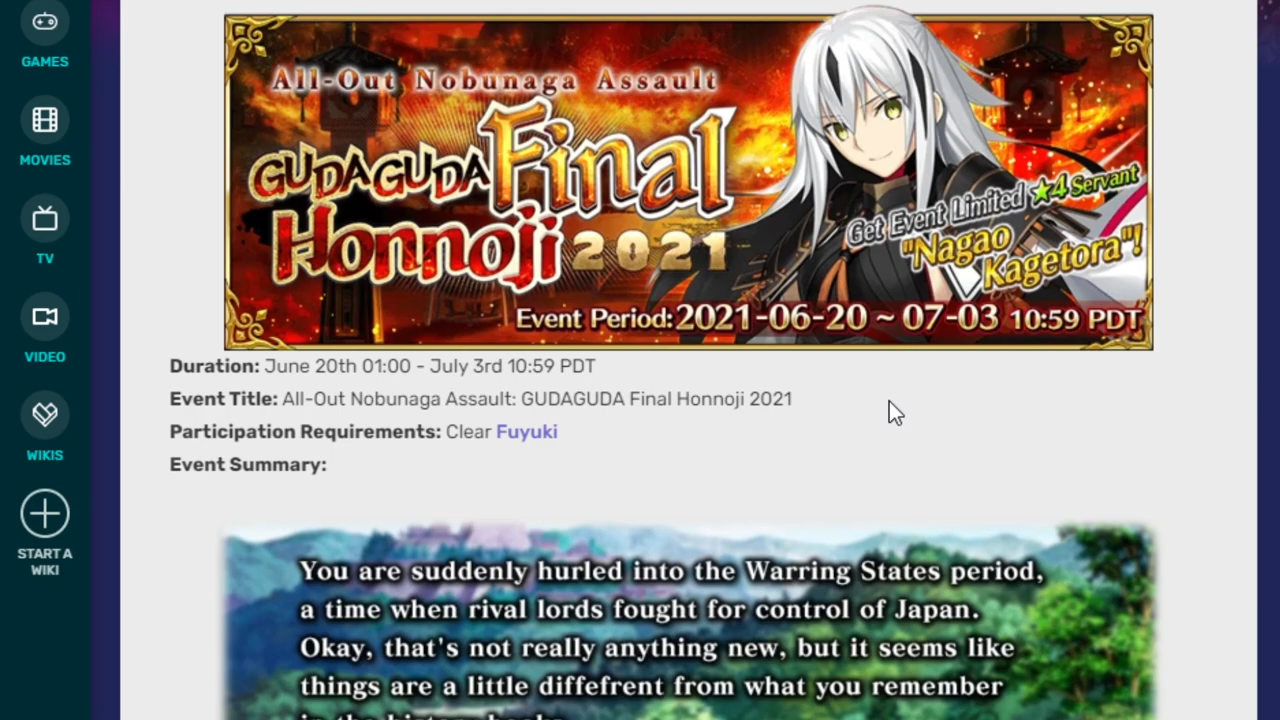 GAMES
MOVIES
TV
VIDEO
WIKIS
START A
WIKI
All-Out Nobunaga Assault
GUDAGUDA Final
Honnoji 2021
Get Event Limited ★4 Servant
"Nagao
Kagetora"!
Event Period: 2021-06-20 ~ 07-03 10:59 PDT
Duration: June 20th 01:00 - July 3rd 10:59 PDT
Event Title: All-Out Nobunaga Assault: GUDAGUDA Final Honnoji 2021
Participation Requirements: Clear Fuyuki
Event Summary:
You are suddenly hurled into the Warring States period,
a time when rival lords fought for control of Japan.
Okay, that's not really anything new, but it seems like
things are a little diffefrent from what you remember
in the history books